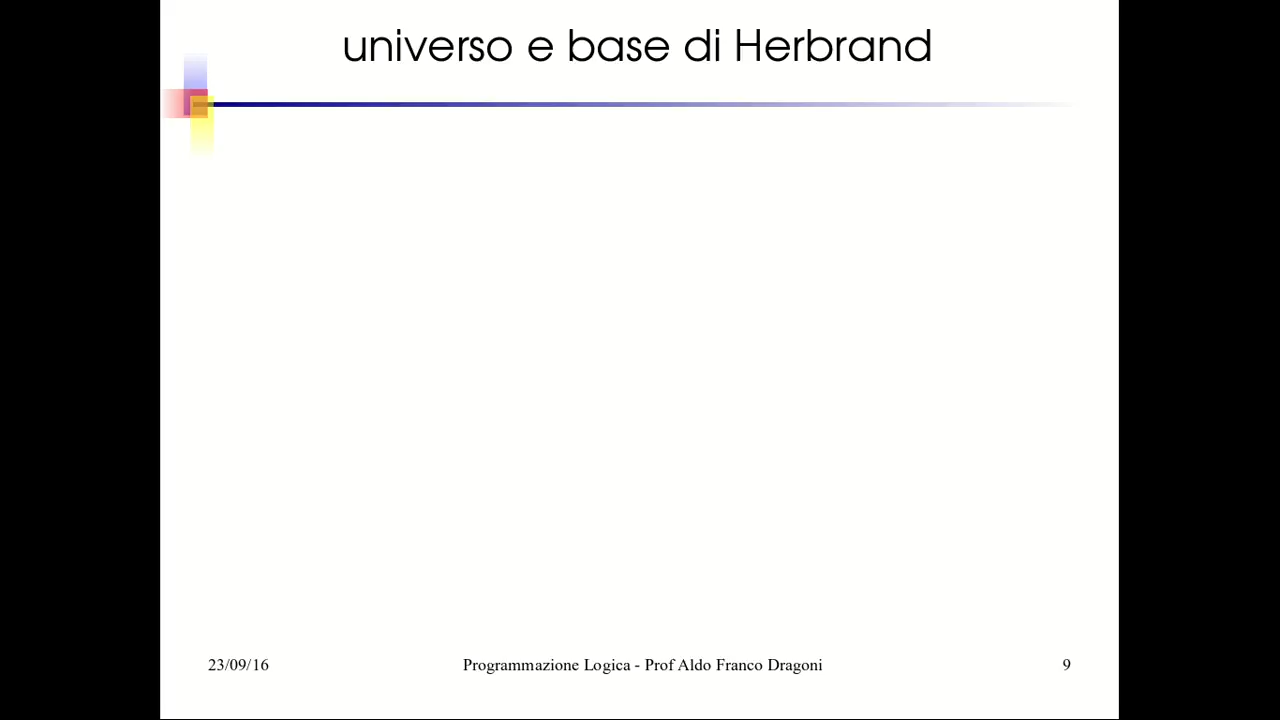 universo e base di Herbrand
23/09/16
Programmazione Logica - Prof Aldo Franco Dragoni
9